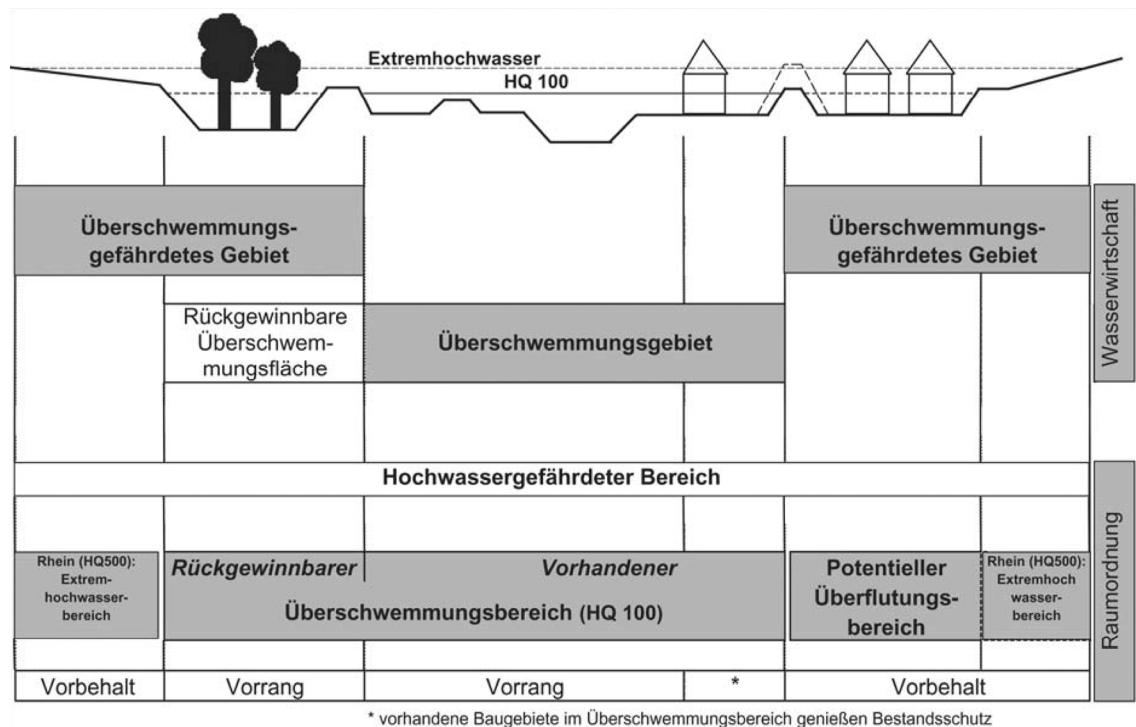 Extremhochwasser
HQ 100
Überschwemmungs-
gefährdetes Gebiet
Überschwemmungs-
gefährdetes Gebiet
Wasserwirtschaft
Rückgewinnbare
Überschwem-
mungsfläche
Überschwemmungsgebiet
Hochwassergefährdeter Bereich
Raumordnung
Rhein (HQ500):
Extrem-
hochwasser-
bereich
Rückgewinnbarer
Vorhandener
Überschwemmungsbereich (HQ 100)
Potentieller
Überflutungs-
bereich
Rhein (HQ500):
Extremhoch
wasser-
bereich
Vorbehalt
Vorrang
Vorrang
*
Vorbehalt
* vorhandene Baugebiete im Überschwemmungsbereich genießen Bestandsschutz